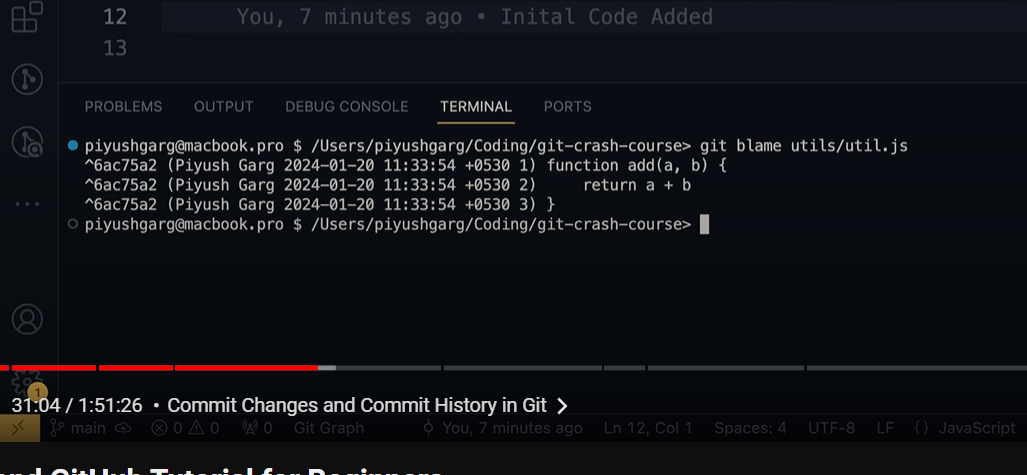 12 You, 7 minutes ago • Inital Code Added
13
PROBLEMS OUTPUT DEBUG CONSOLE TERMINAL PORTS
piyushgarg@macbook.pro $ /Users/piyushgarg/Coding/git-crash-course> git blame utils/util.js
^6ac75a2 (Piyush Garg 2024-01-20 11:33:54 +0530 1) function add(a, b) {
^6ac75a2 (Piyush Garg 2024-01-20 11:33:54 +0530 2)     return a + b
^6ac75a2 (Piyush Garg 2024-01-20 11:33:54 +0530 3) }
piyushgarg@macbook.pro $ /Users/piyushgarg/Coding/git-crash-course>
1
31:04 / 1:51:26 • Commit Changes and Commit History in Git
main 0 0 0 Git Graph You, 7 minutes ago Ln 12, Col 1 Spaces: 4 UTF-8 LF {} JavaScript
and GitHub Tutorial for Beginners